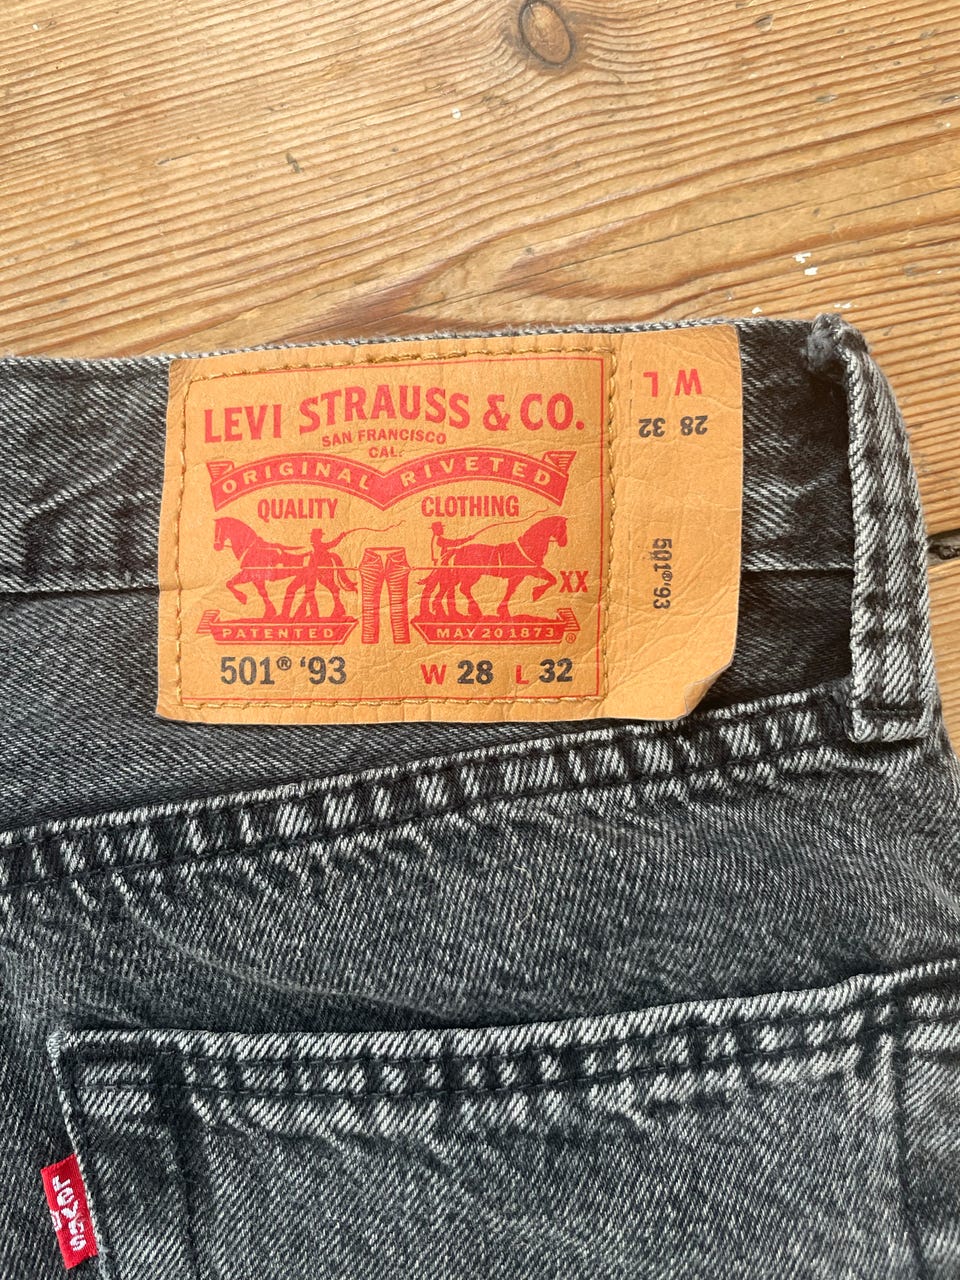 LEVI STRAUSS & CO.
SAN FRANCISCO
CAL.
ORIGINAL RIVETED
QUALITY CLOTHING
XX
PATENTED MAY 20 1873 ®
501® '93 W 28 L 32
W L
28 32
501® '93
LEVI'S